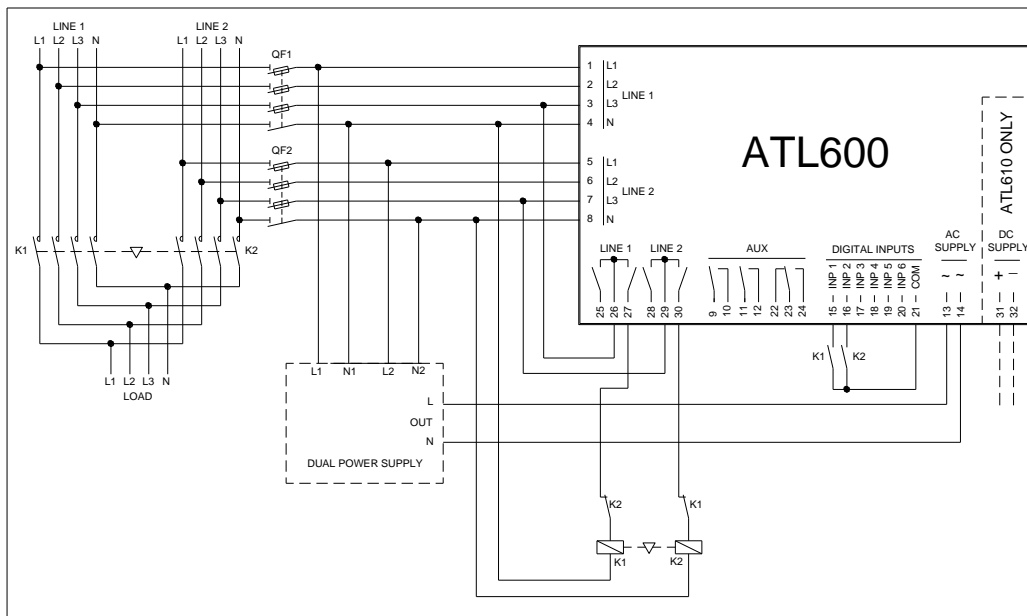 LINE 1 LINE 2
L1 L2 L3 N L1 L2 L3 N
QF1
1 L1
2 L2
3 L3
4 N
LINE 1
QF2
5 L1
6 L2
7 L3
8 N
LINE 2
ATL600
ATL610 ONLY
K1 K2
LINE 1 LINE 2 AUX DIGITAL INPUTS AC SUPPLY DC SUPPLY
15 – INP 1
16 – INP 2
17 – INP 3
18 – INP 4
19 – INP 5
20 – INP 6
21 – COM
~ ~ + –
25 26 27 28 29 30 9 10 11 12 22 23 24 13 14 31 32
K1 K2
L1 L2 L3 N
LOAD
L1 N1 L2 N2
L
OUT
N
DUAL POWER SUPPLY
K2 K1
K1 K2